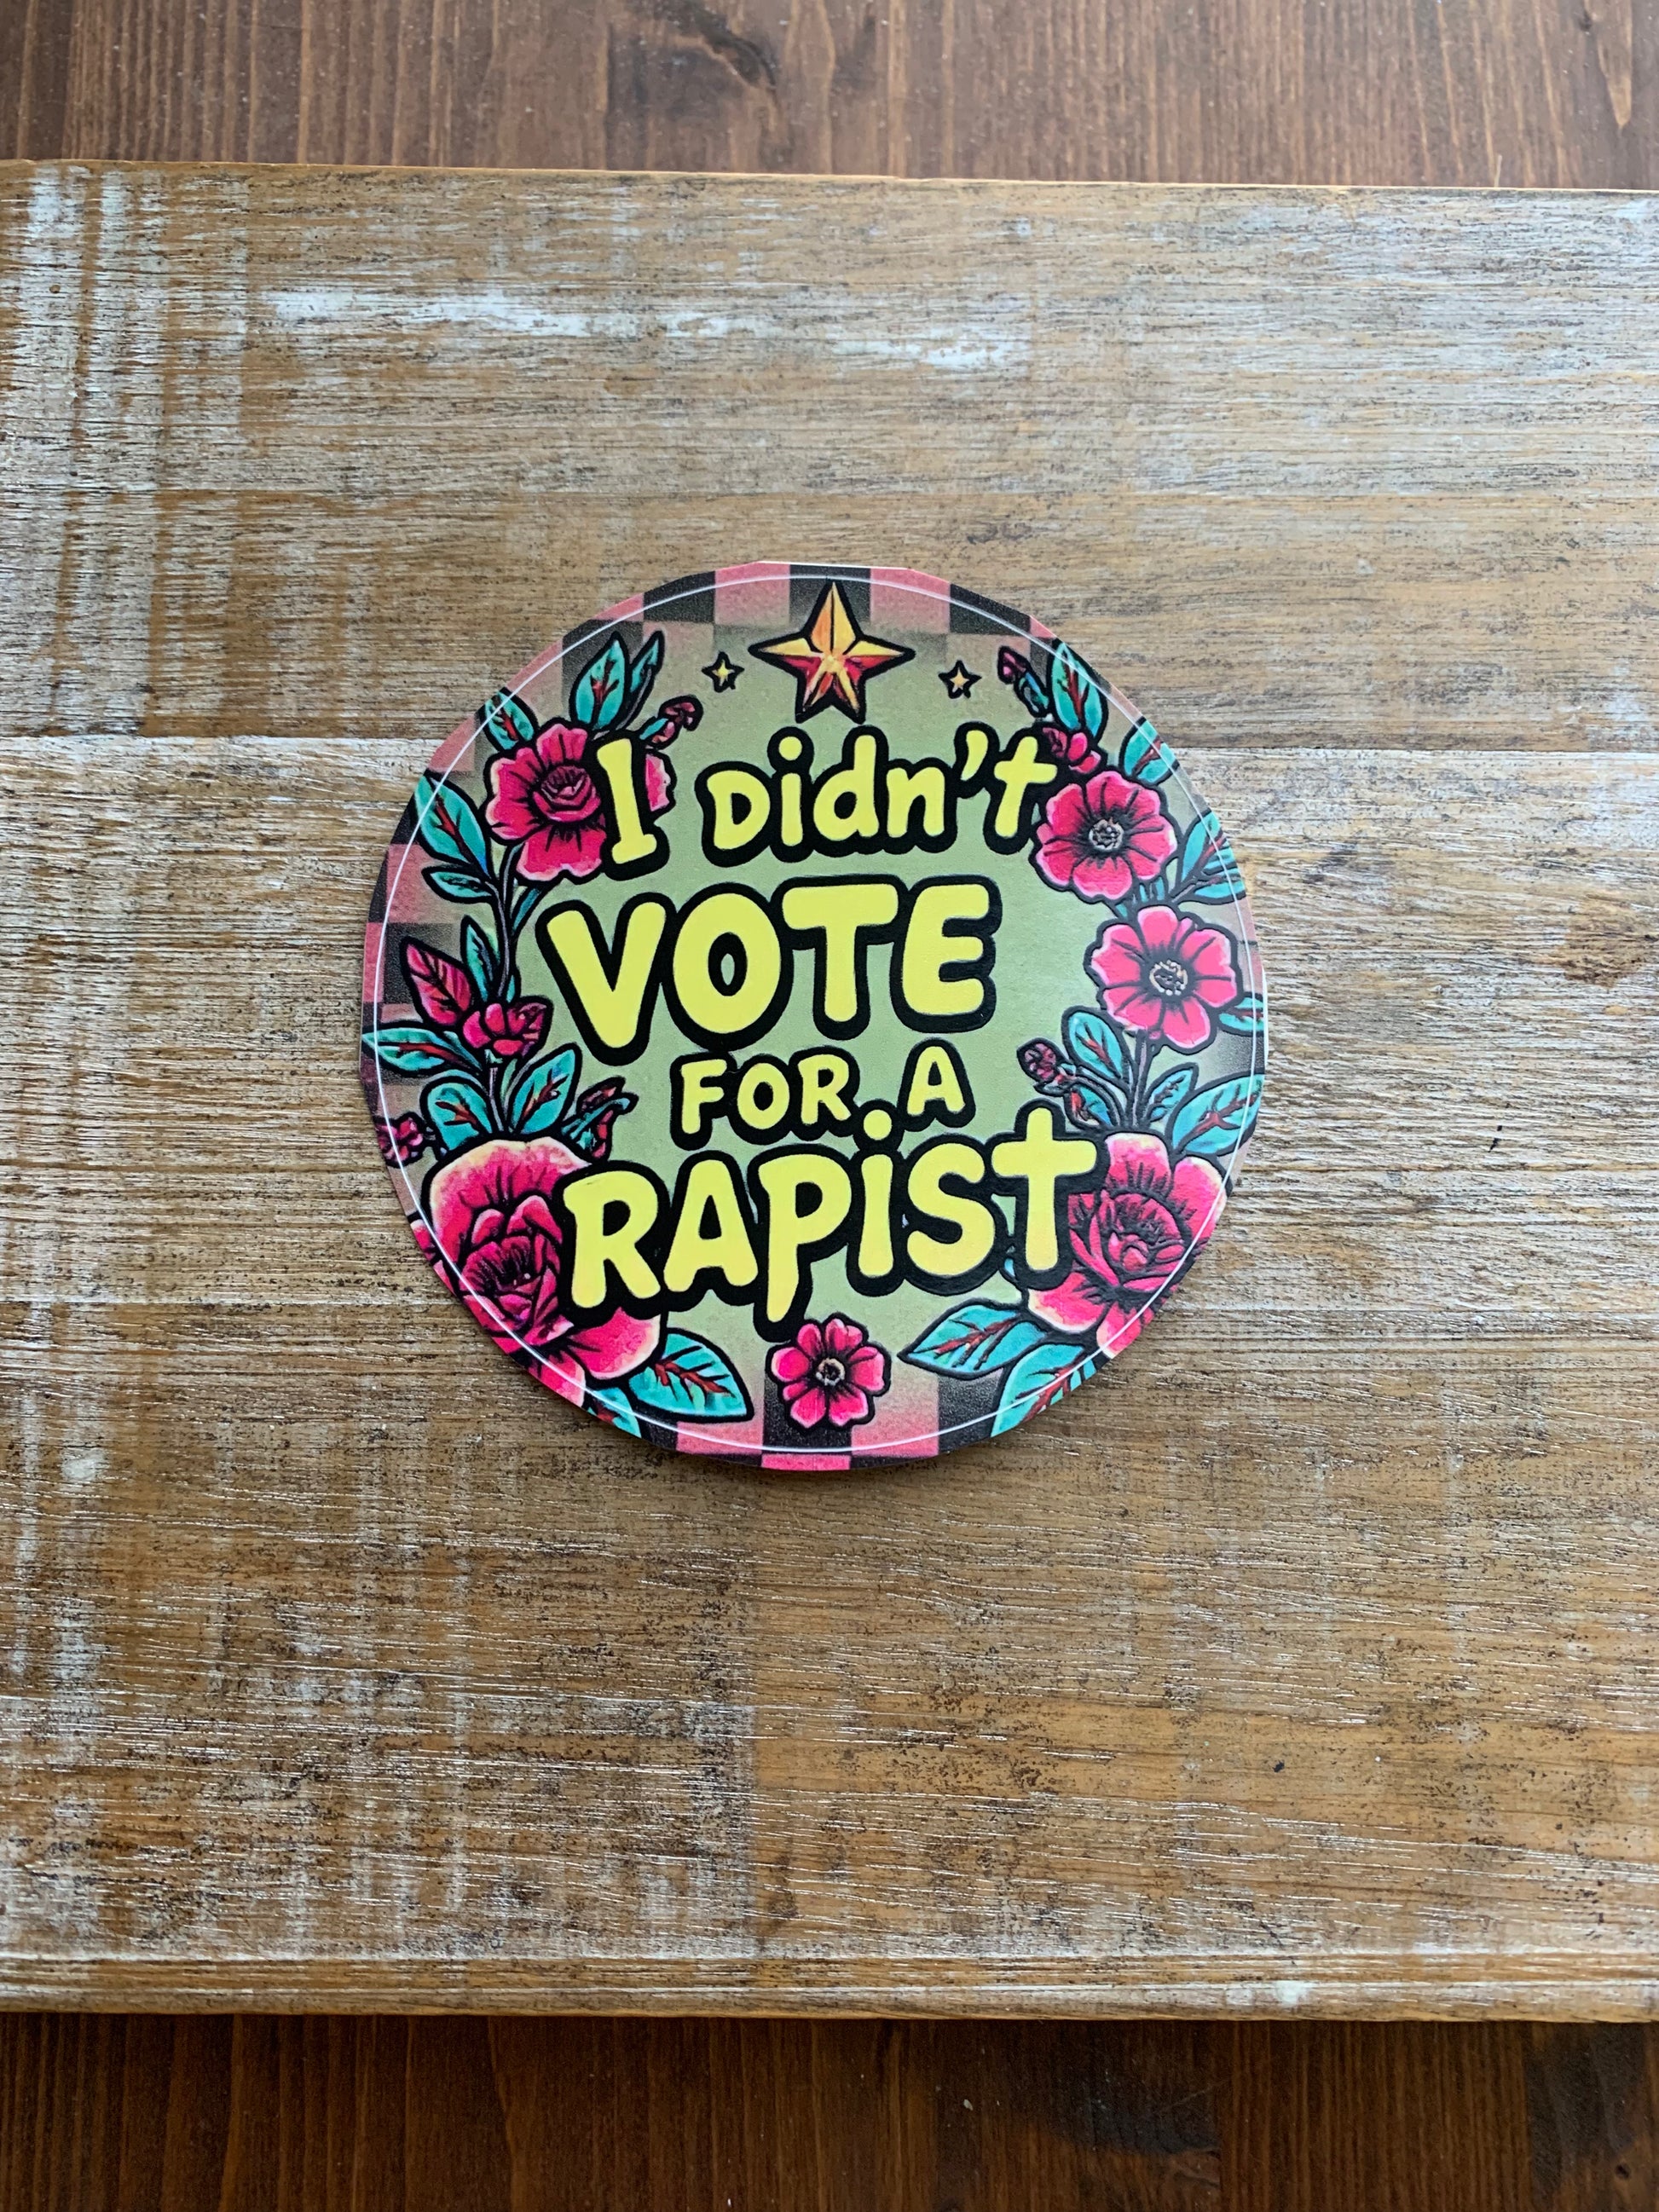 I Didn't
VOTE
FOR A
RAPiST